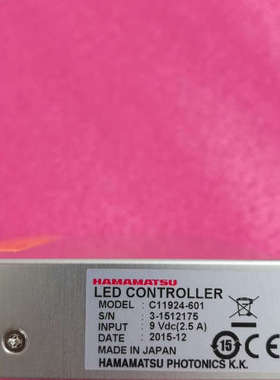 HAMAMATSU
LED CONTROLLER
MODEL : C11924-601
S/N : 3-1512175
INPUT : 9 Vdc(2.5 A)
DATE : 2015-12
MADE IN JAPAN
15
HAMAMATSU PHOTONICS K.K.